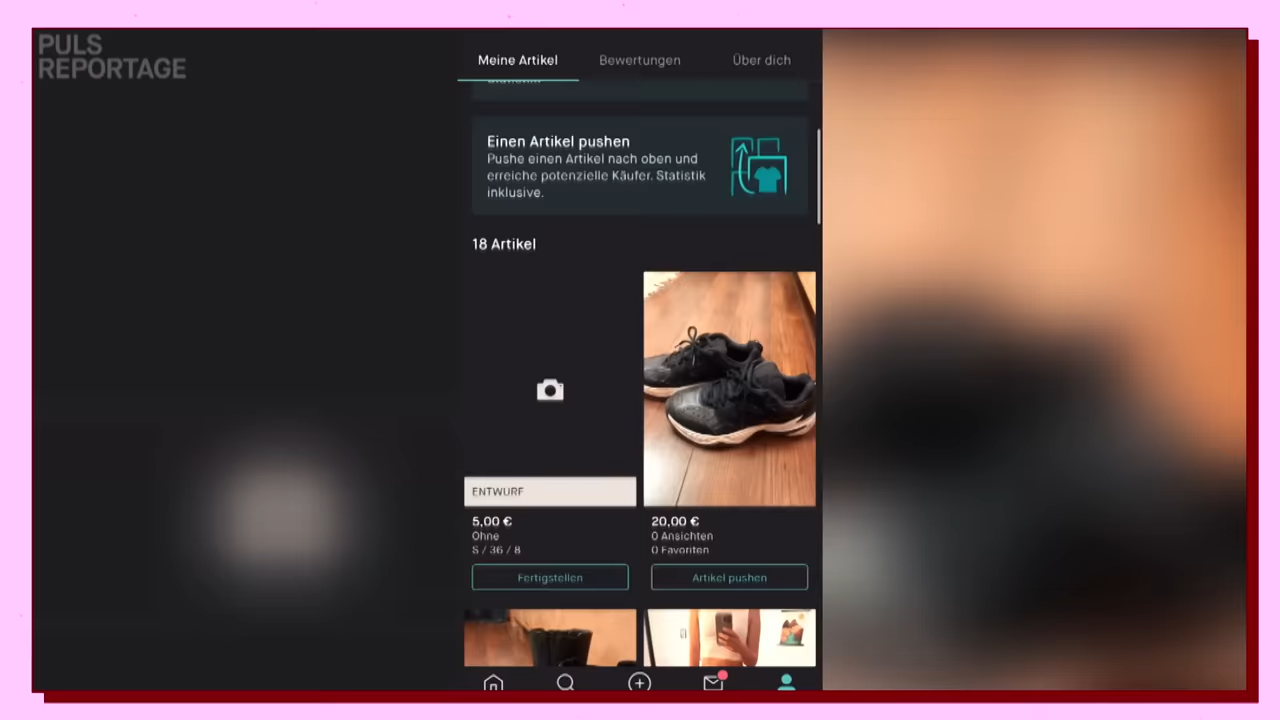 PULS
REPORTAGE
Meine Artikel
Bewertungen
Über dich
Einen Artikel pushen
Pushe einen Artikel nach oben und
erreiche potenzielle Käufer. Statistik
inklusive.
18 Artikel
ENTWURF
5,00 €
Ohne
S / 36 / 8
Fertigstellen
20,00 €
0 Ansichten
0 Favoriten
Artikel pushen